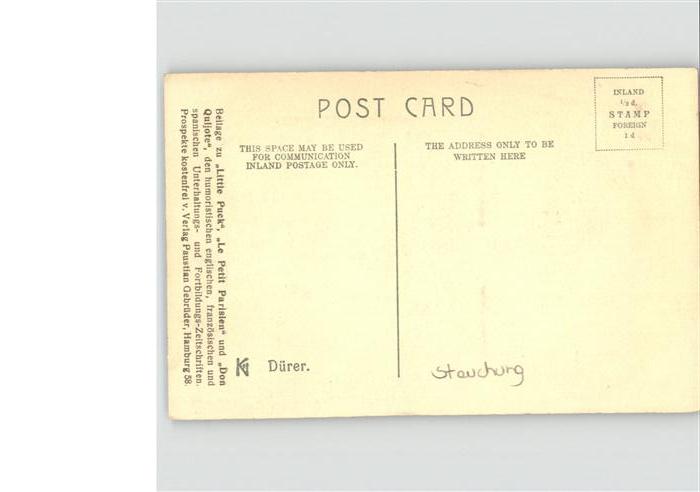 POST CARD
INLAND
½ d.
STAMP
FOREIGN
1 d
THIS SPACE MAY BE USED
FOR COMMUNICATION
INLAND POSTAGE ONLY.
THE ADDRESS ONLY TO BE
WRITTEN HERE
Beilage zu „Little Puck“, „Le Petit Parisien“ und „Don
Quijote“, den humoristischen englischen, französischen und
spanischen Unterhaltungs- und Fortbildungs-Zeitschriften.
Prospekte kostenfrei v. Verlag Paustian Gebrüder, Hamburg 58.
Dürer.
Stauchung